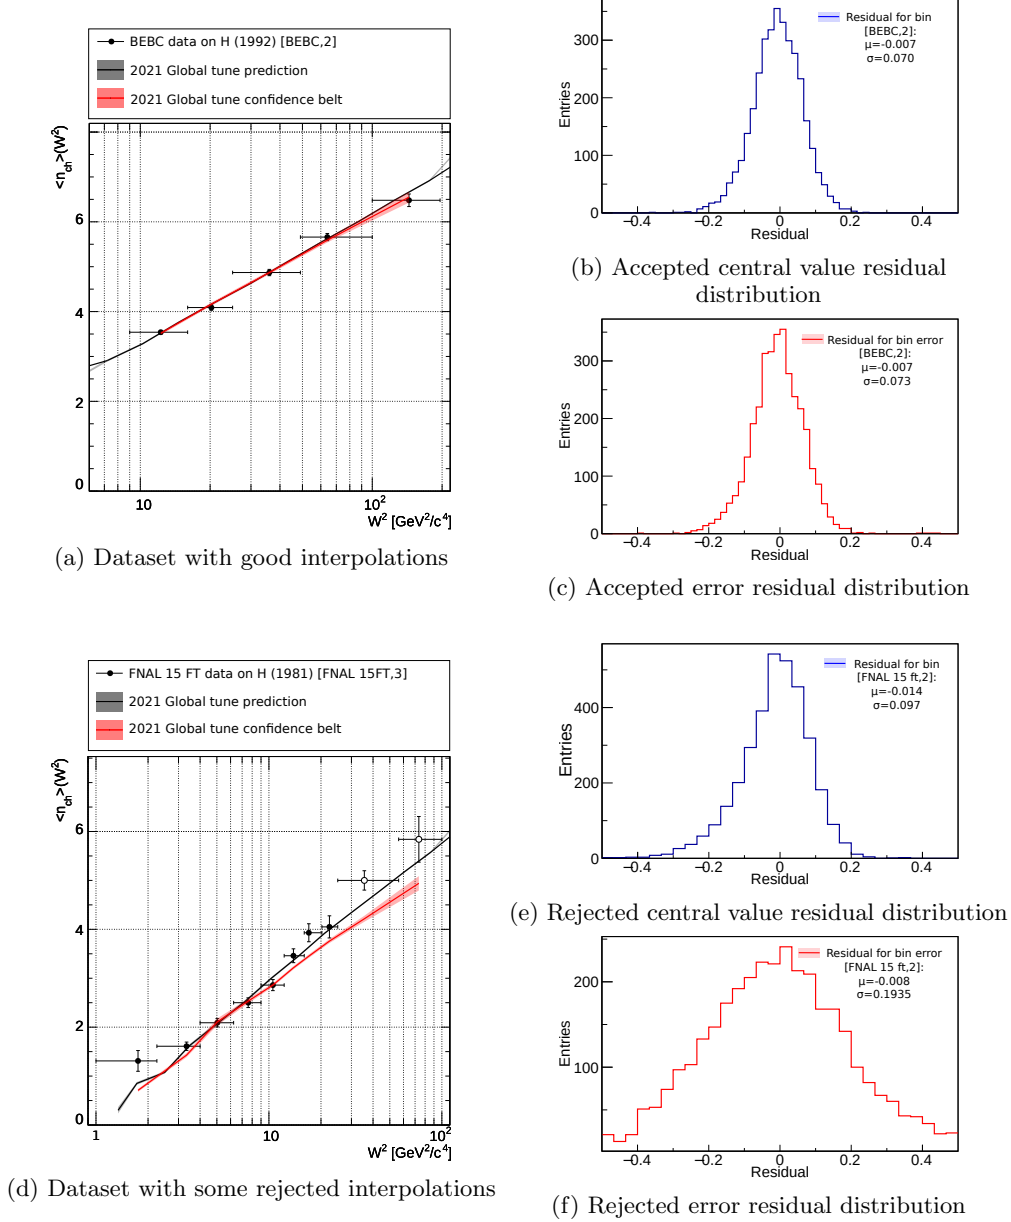 BEBC data on H (1992) [BEBC,2]
2021 Global tune prediction
2021 Global tune confidence belt
<n_ch>(W²)
6
4
2
0
10
10²
W² [GeV²/c⁴]
(a) Dataset with good interpolations
Residual for bin
[BEBC,2]:
μ=-0.007
σ=0.070
Entries
300
200
100
0
−0.4
−0.2
0
0.2
0.4
Residual
(b) Accepted central value residual
distribution
Residual for bin error
[BEBC,2]:
μ=-0.007
σ=0.073
Entries
300
200
100
0
−0.4
−0.2
0
0.2
0.4
Residual
(c) Accepted error residual distribution
FNAL 15 FT data on H (1981) [FNAL 15FT,3]
2021 Global tune prediction
2021 Global tune confidence belt
<n_ch>(W²)
6
4
2
0
1
10
10²
W² [GeV²/c⁴]
(d) Dataset with some rejected interpolations
Residual for bin
[FNAL 15 ft,2]:
μ=-0.014
σ=0.097
Entries
400
200
0
−0.4
−0.2
0
0.2
0.4
Residual
(e) Rejected central value residual distribution
Residual for bin error
[FNAL 15 ft,2]:
μ=-0.008
σ=0.1935
Entries
200
100
−0.4
−0.2
0
0.2
0.4
Residual
(f) Rejected error residual distribution